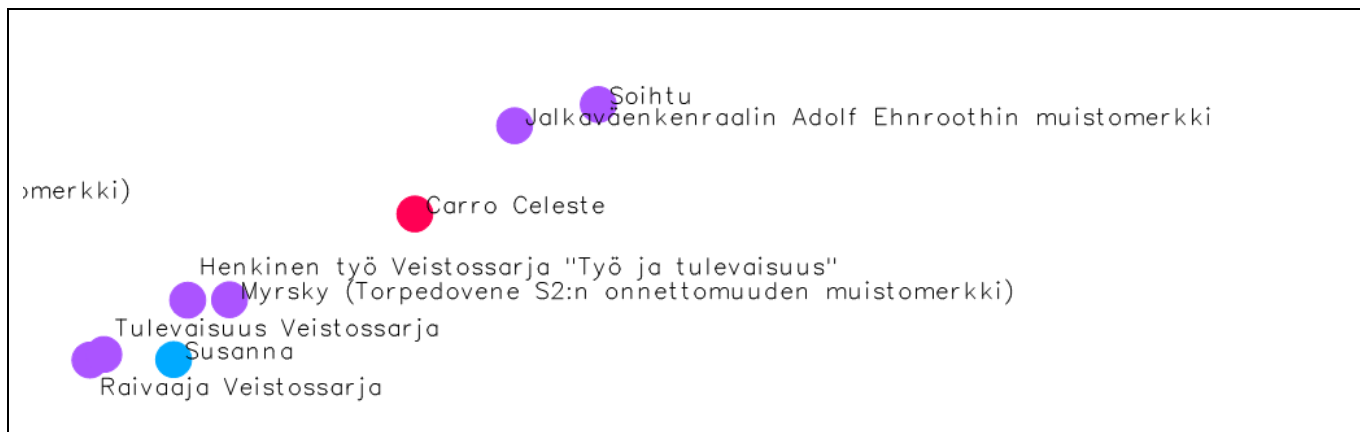 Soihtu
Jalkaväenkenraalin Adolf Ehnroothin muistomerkki
omerkki)
Carro Celeste
Henkinen työ Veistossarja "Työ ja tulevaisuus"
Myrsky (Torpedovene S2:n onnettomuuden muistomerkki)
Tulevaisuus Veistossarja
Susanna
Raivaaja Veistossarja